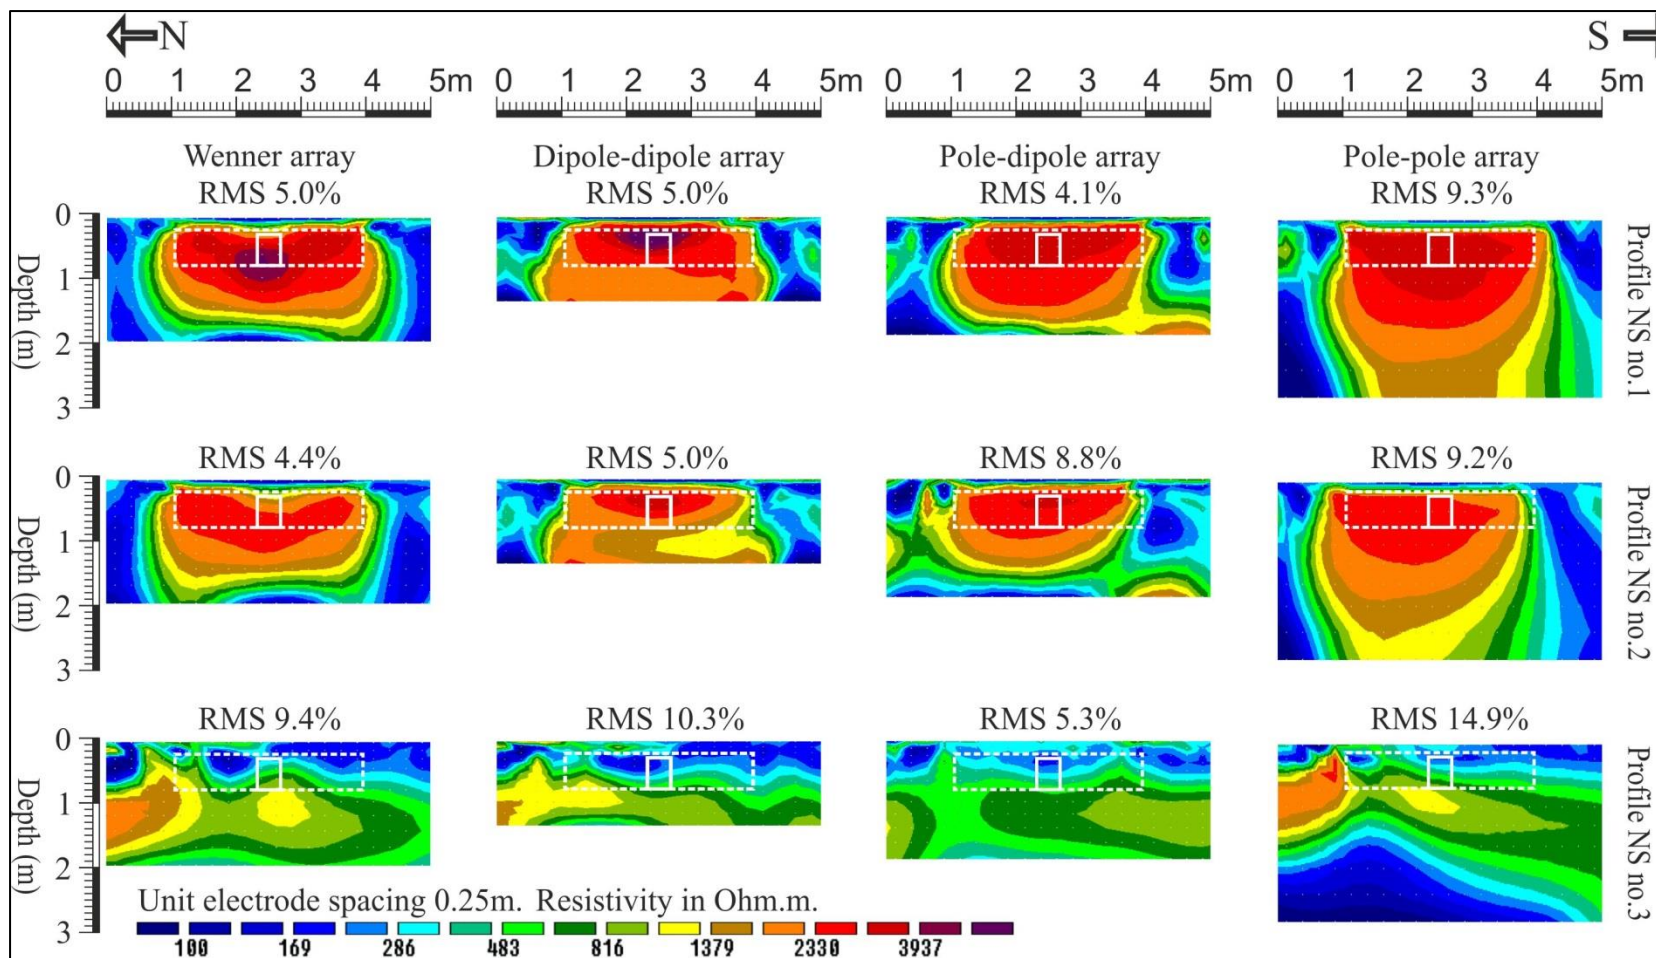 N S
0 1 2 3 4 5m 0 1 2 3 4 5m 0 1 2 3 4 5m 0 1 2 3 4 5m
Wenner array Dipole-dipole array Pole-dipole array Pole-pole array
RMS 5.0% RMS 5.0% RMS 4.1% RMS 9.3%
0
1
2
3
Depth (m)
Profile NS no.1
RMS 4.4% RMS 5.0% RMS 8.8% RMS 9.2%
0
1
2
3
Depth (m)
Profile NS no.2
RMS 9.4% RMS 10.3% RMS 5.3% RMS 14.9%
0
1
2
3
Depth (m)
Profile NS no.3
Unit electrode spacing 0.25m. Resistivity in Ohm.m.
100 169 286 483 816 1379 2330 3937